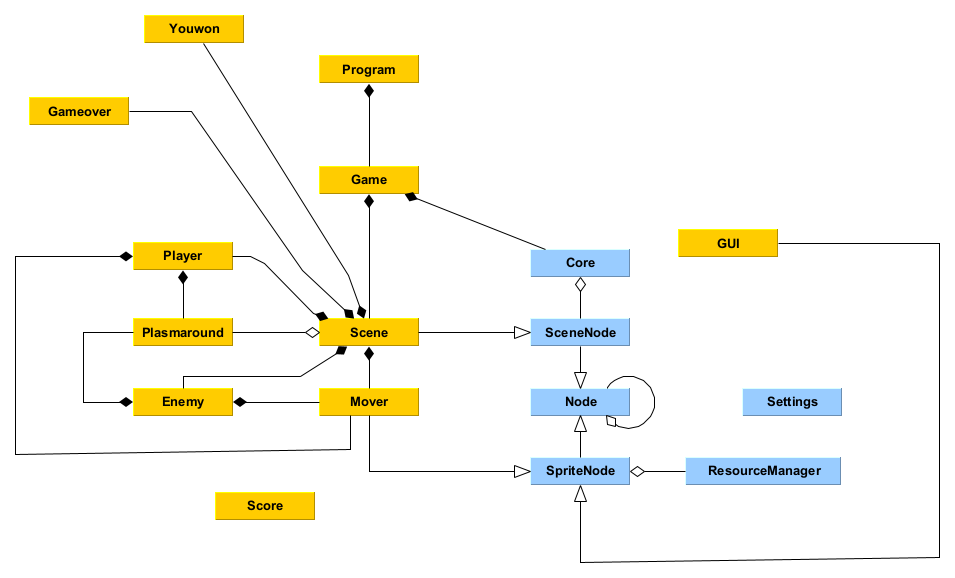 Youwon
Program
Gameover
Game
GUI
Player
Core
Plasmaround
Scene
SceneNode
Enemy
Mover
Node
Settings
SpriteNode
ResourceManager
Score